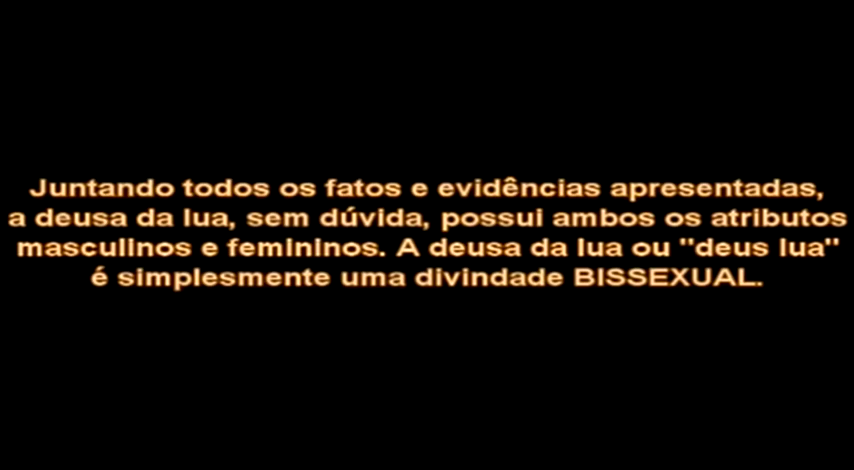 Juntando todos os fatos e evidências apresentadas,
a deusa da lua, sem dúvida, possui ambos os atributos
masculinos e femininos. A deusa da lua ou "deus lua"
é simplesmente uma divindade BISSEXUAL.